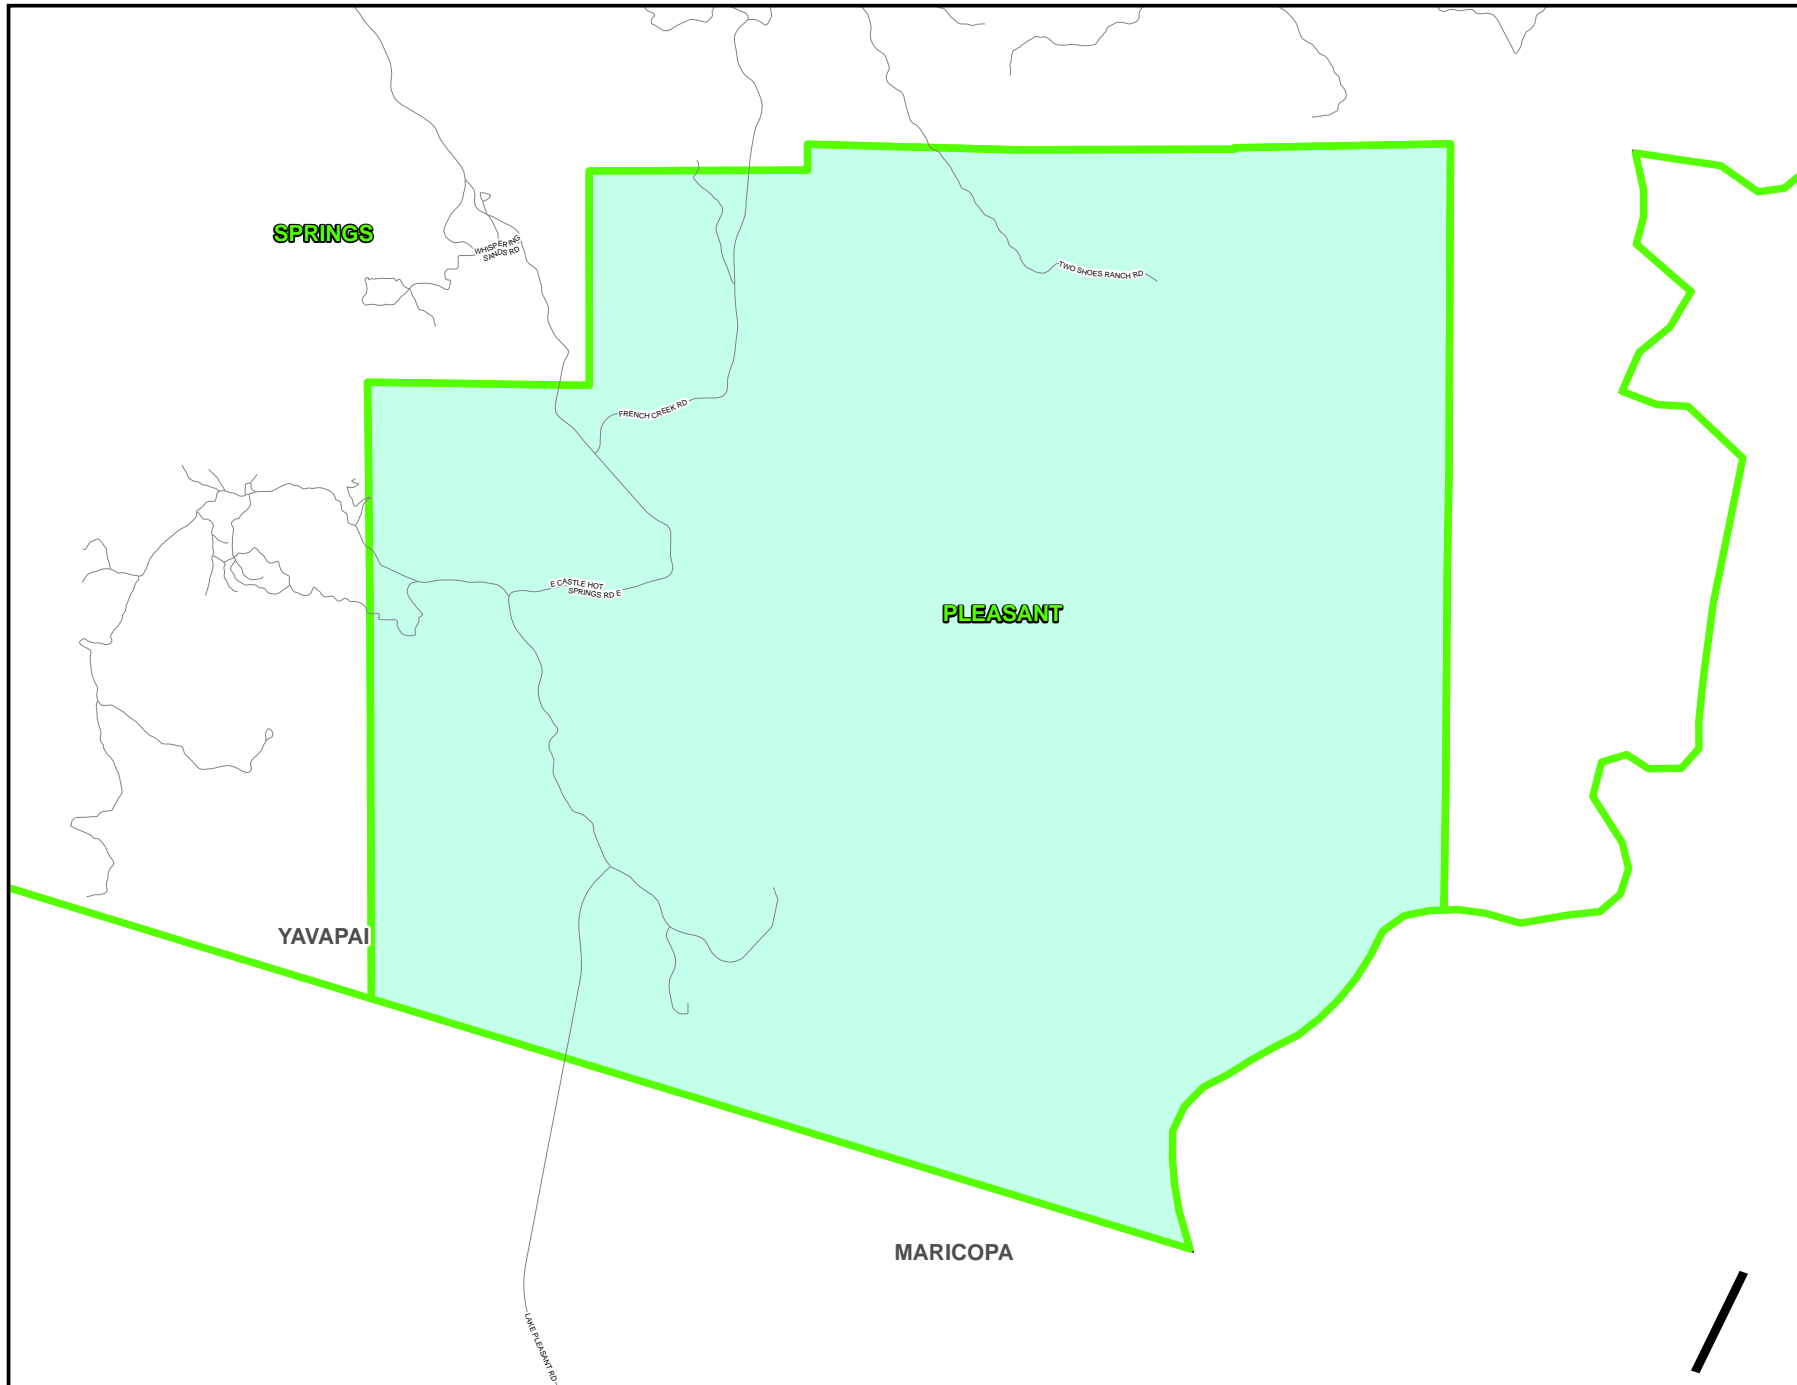 SPRINGS
WHISPERING
SANDS RD
TWO SHOES RANCH RD
FRENCH CREEK RD
E CASTLE HOT
SPRINGS RD E
PLEASANT
YAVAPAI
MARICOPA
LAKE PLEASANT RD